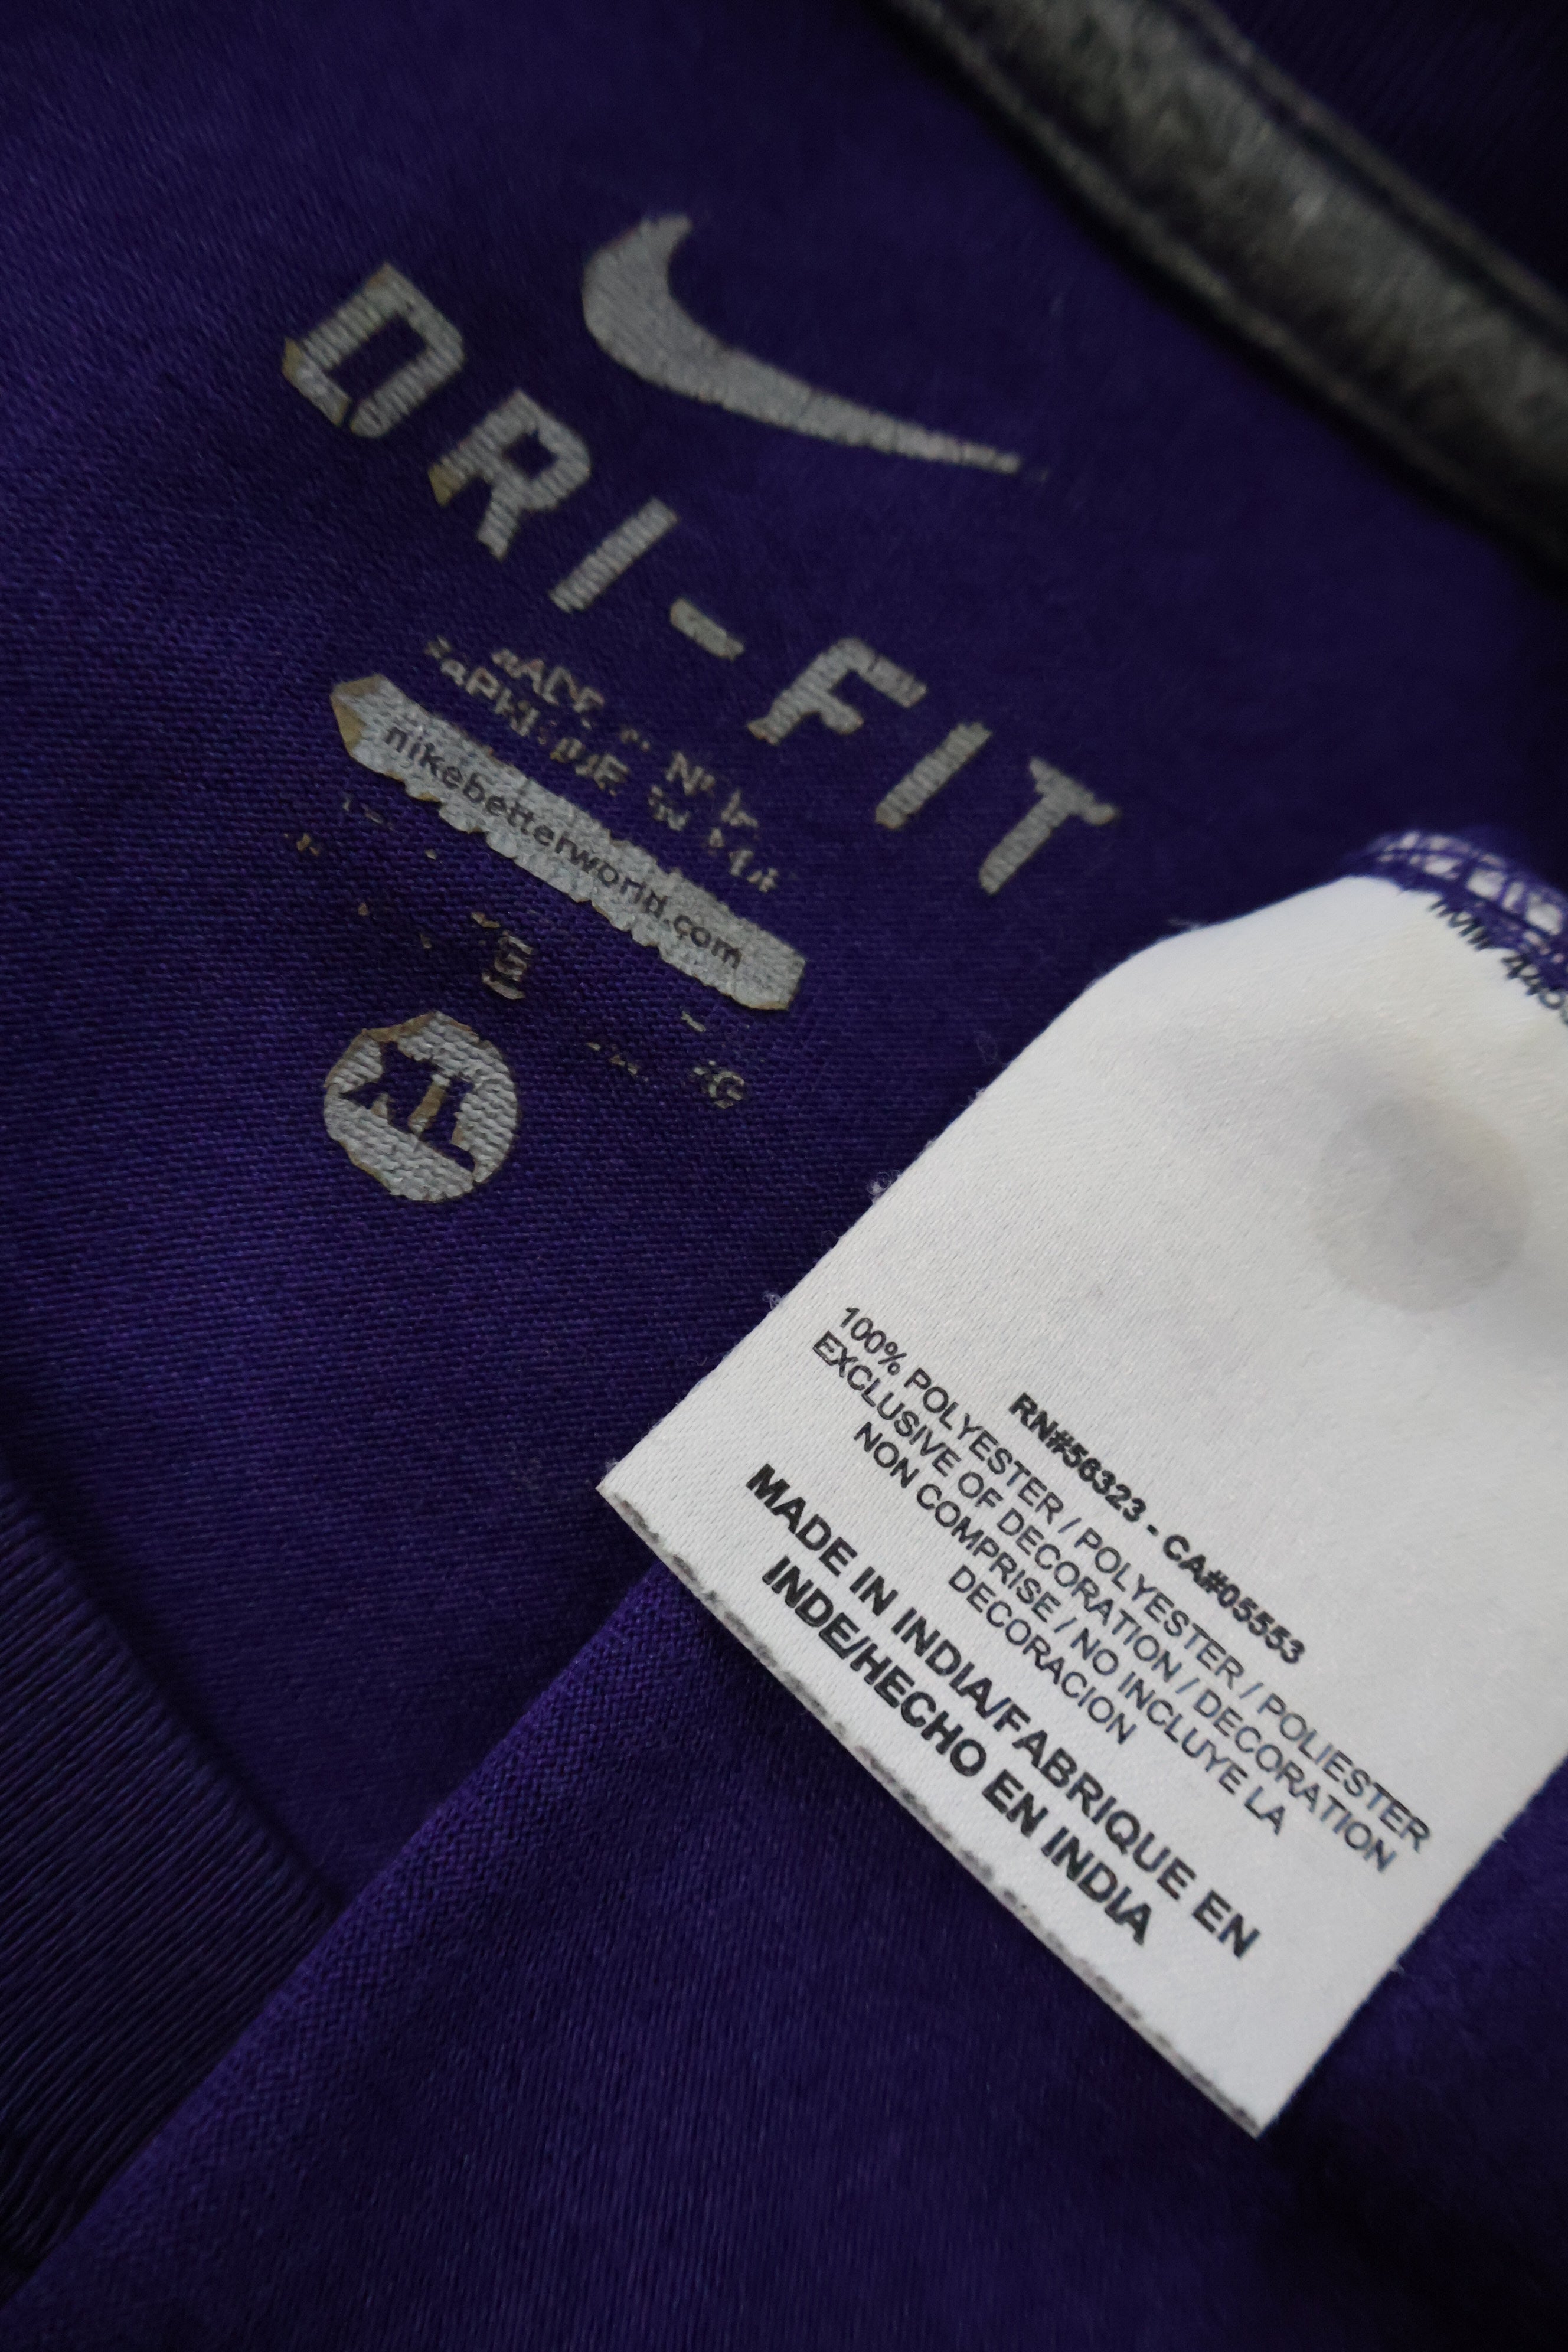 DRI-FIT
nikebetterworld.com
XL
RN#56323 - CA#05553
100% POLYESTER / POLYESTER / POLIESTER
EXCLUSIVE OF DECORATION / DECORATION
NON COMPRISE / NO INCLUYE LA
DECORACION
MADE IN INDIA/FABRIQUE EN
INDE/HECHO EN INDIA